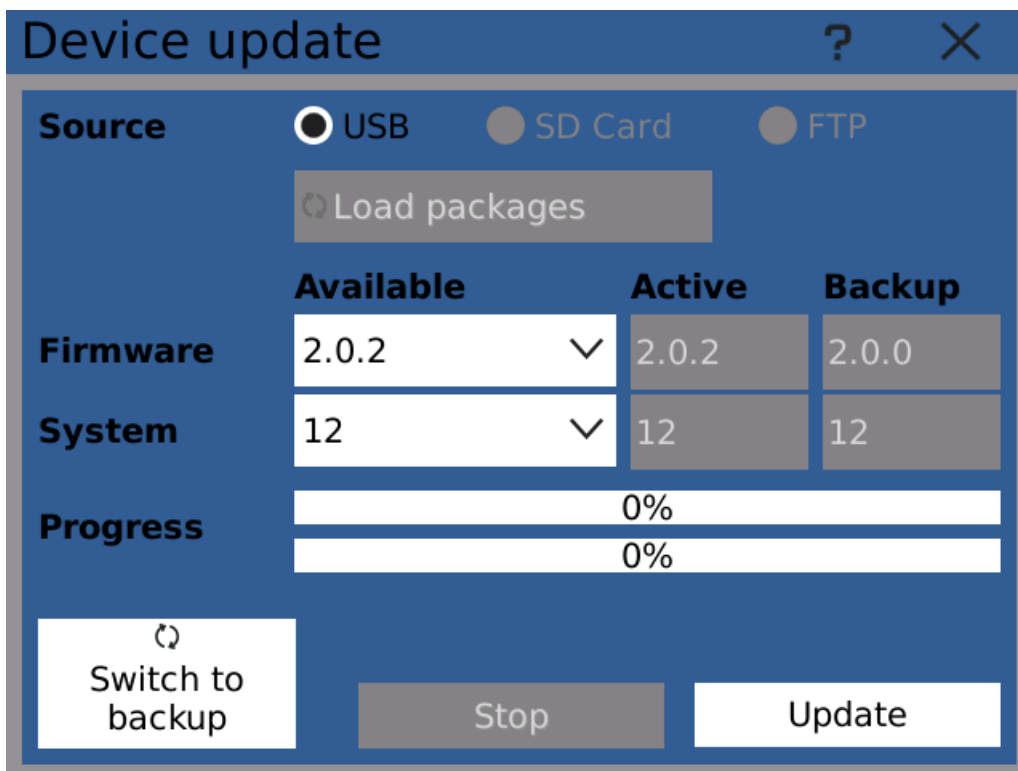 Device update ?
Source USB SD Card FTP
Load packages
Available Active Backup
Firmware 2.0.2 2.0.2 2.0.0
System 12 12 12
Progress 0%
0%
Switch to
backup
Stop
Update